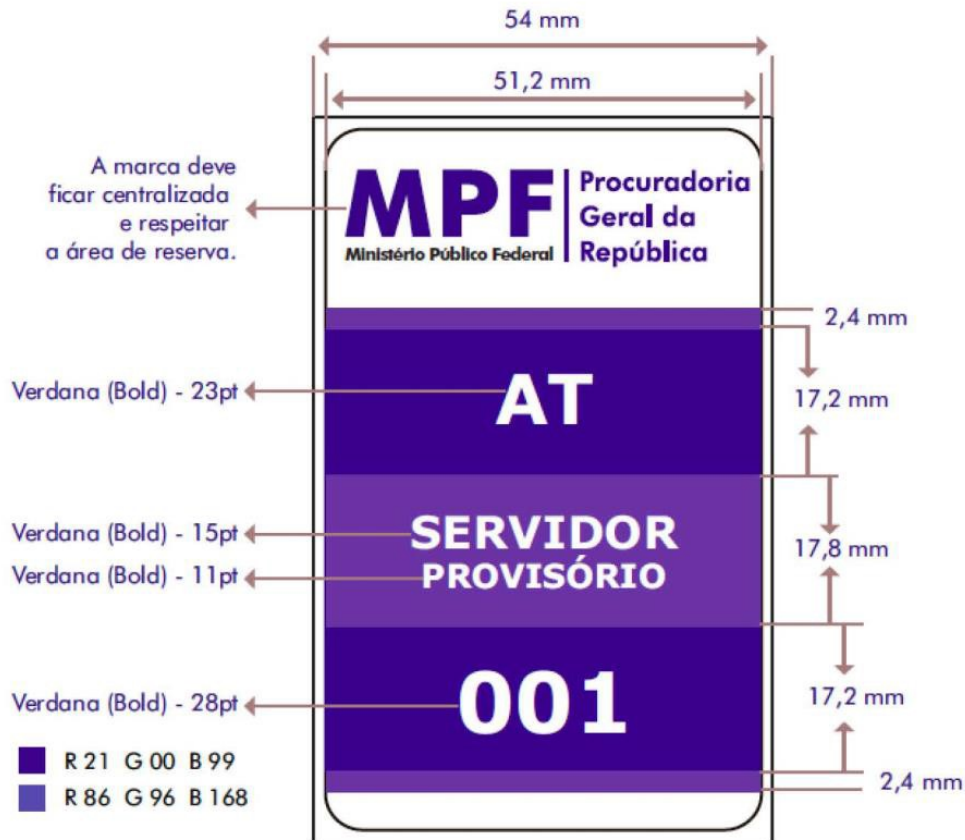 54 mm
51,2 mm
A marca deve
ficar centralizada
e respeitar
a área de reserva.
MPF
Ministério Público Federal
Procuradoria
Geral da
República
2,4 mm
Verdana (Bold) - 23pt
AT
17,2 mm
Verdana (Bold) - 15pt
SERVIDOR
17,8 mm
Verdana (Bold) - 11pt
PROVISÓRIO
Verdana (Bold) - 28pt
001
17,2 mm
R 21 G 00 B 99
R 86 G 96 B 168
2,4 mm